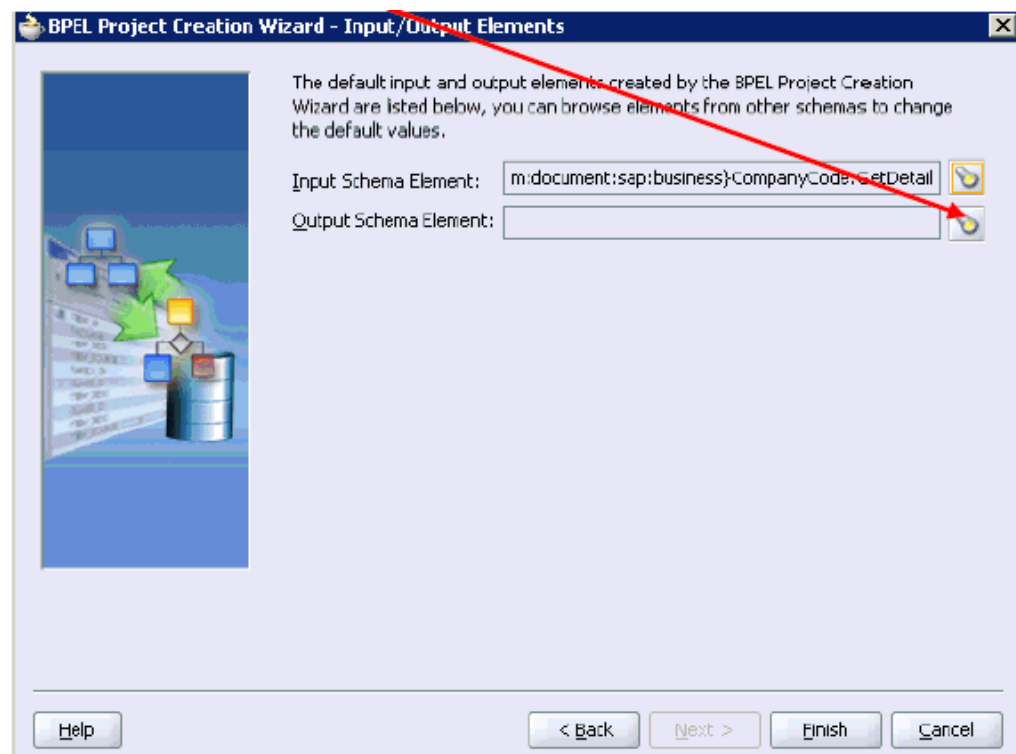 BPEL Project Creation Wizard - Input/Output Elements
The default input and output elements created by the BPEL Project Creation
Wizard are listed below, you can browse elements from other schemas to change
the default values.
Input Schema Element: m:document:sap:business}CompanyCode.GetDetail
Output Schema Element:
Help < Back Next > Finish Cancel